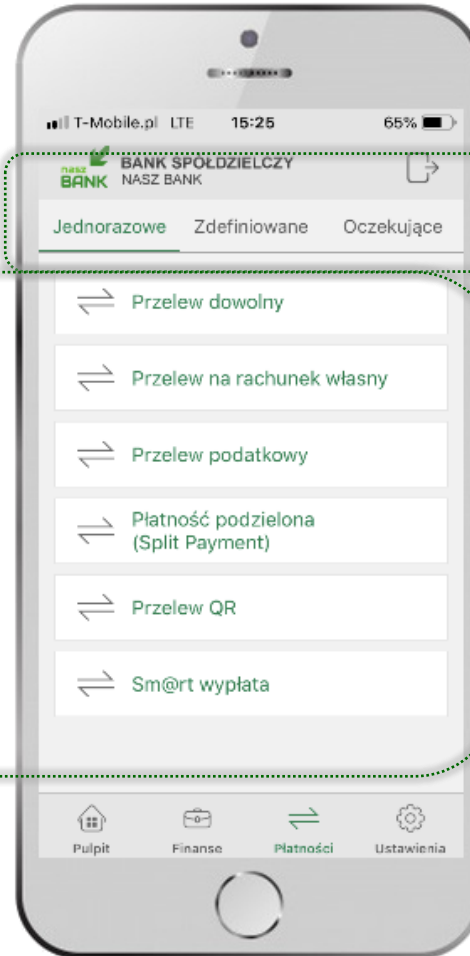 T-Mobile.pl LTE 15:25 65%
nasz BANK
BANK SPÓŁDZIELCZY
NASZ BANK
Jednorazowe Zdefiniowane Oczekujące
Przelew dowolny
Przelew na rachunek własny
Przelew podatkowy
Płatność podzielona
(Split Payment)
Przelew QR
Sm@rt wypłata
Pulpit Finanse Płatności Ustawienia